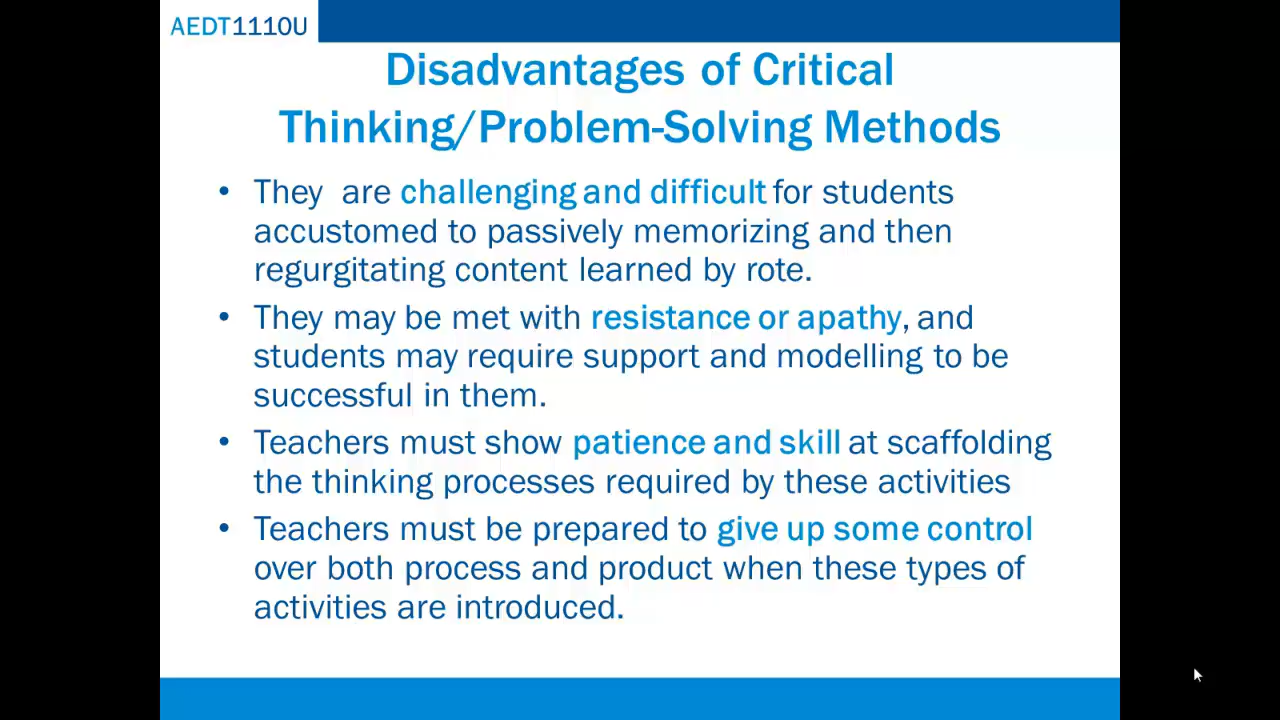 AEDT1110U
Disadvantages of Critical
Thinking/Problem-Solving Methods
• They are challenging and difficult for students
accustomed to passively memorizing and then
regurgitating content learned by rote.
• They may be met with resistance or apathy, and
students may require support and modelling to be
successful in them.
• Teachers must show patience and skill at scaffolding
the thinking processes required by these activities
• Teachers must be prepared to give up some control
over both process and product when these types of
activities are introduced.